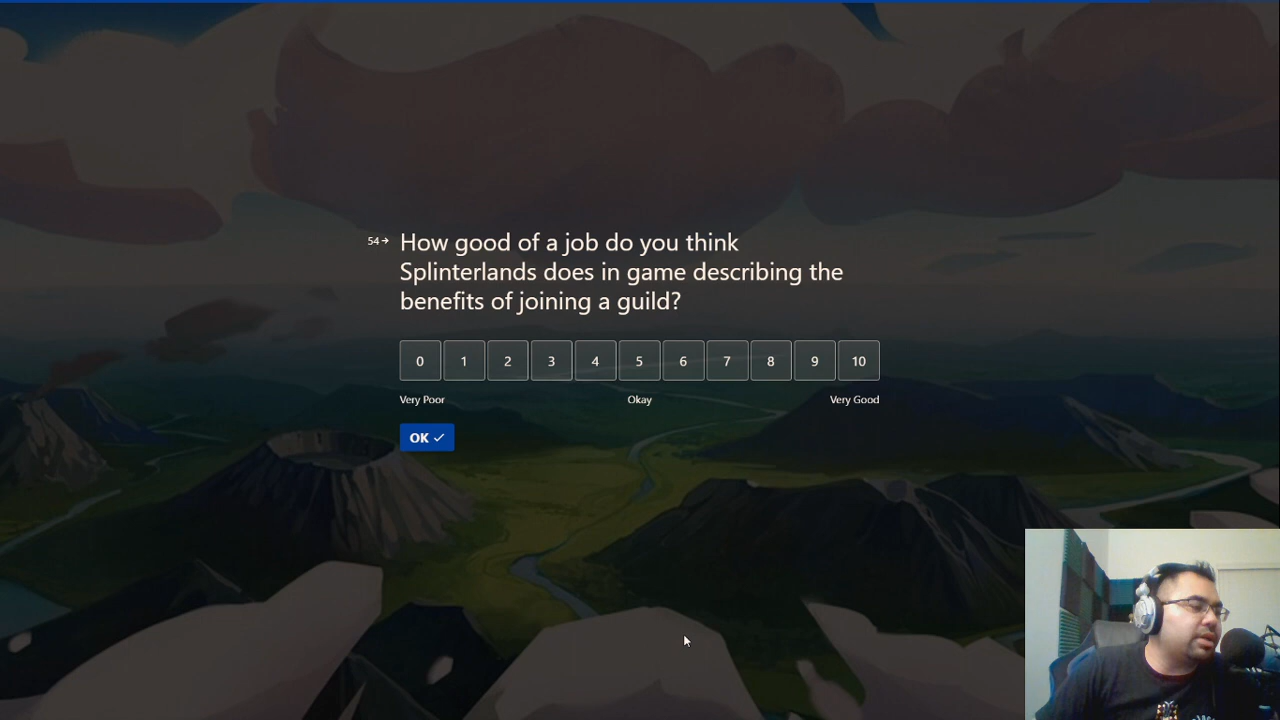 54→ How good of a job do you think
Splinterlands does in game describing the
benefits of joining a guild?
0 1 2 3 4 5 6 7 8 9 10
Very Poor Okay Very Good
OK ✓